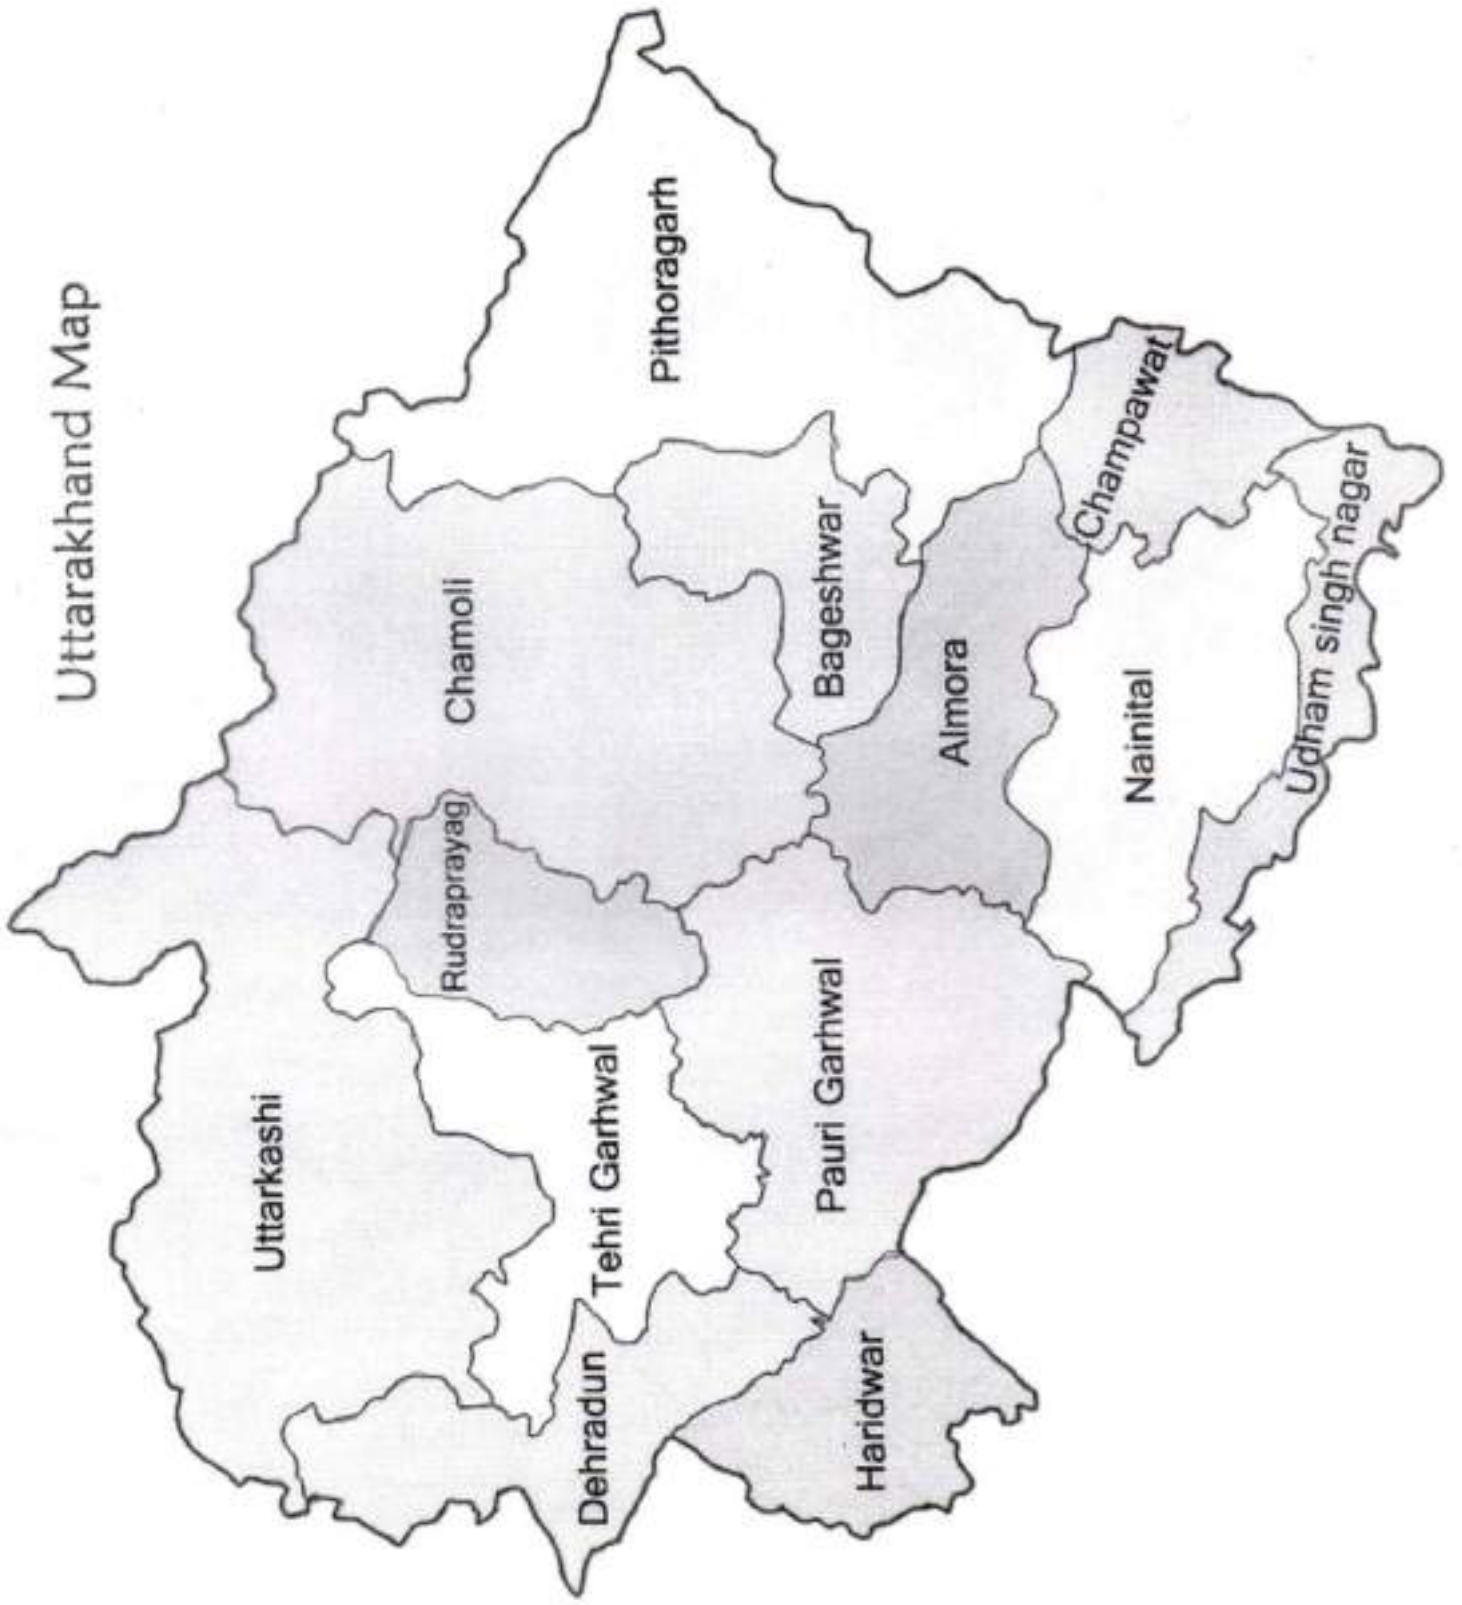 Uttarakhand Map
Uttarkashi
Chamoli
Rudraprayag
Dehradun
Tehri Garhwal
Pithoragarh
Haridwar
Pauri Garhwal
Bageshwar
Almora
Nainital
Champawat
Udham singh nagar